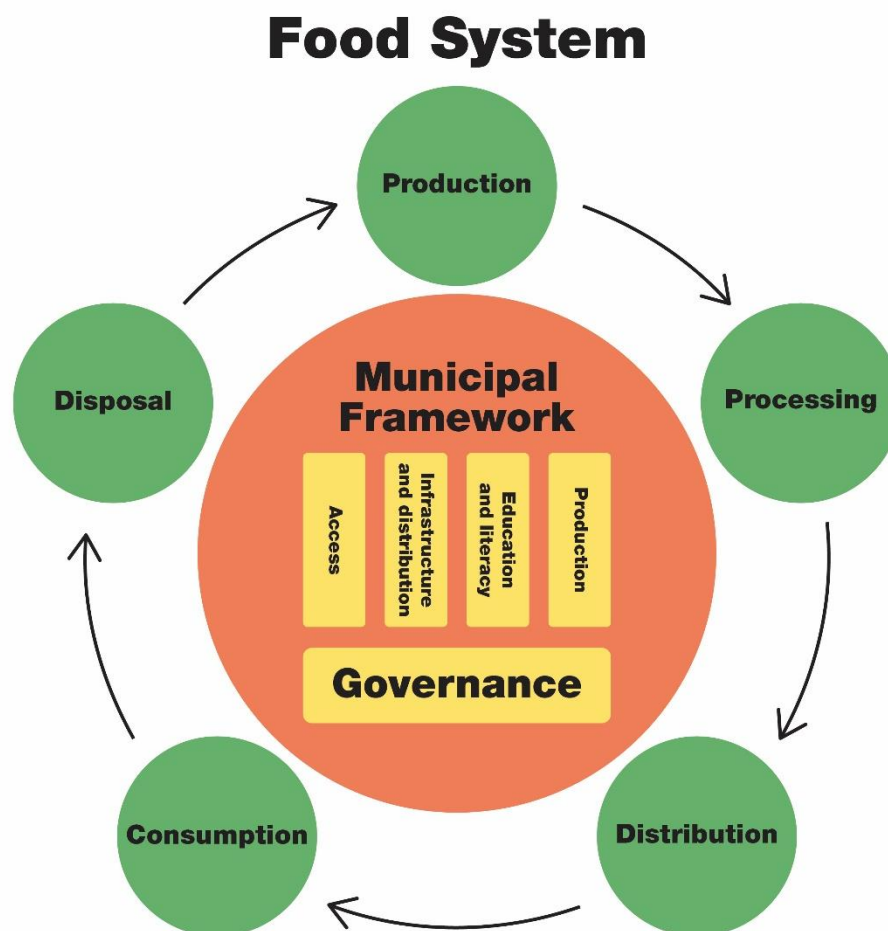 Food System
Production
Processing
Distribution
Consumption
Disposal
Municipal
Framework
Access
Infrastructure
and distribution
Education
and literacy
Production
Governance